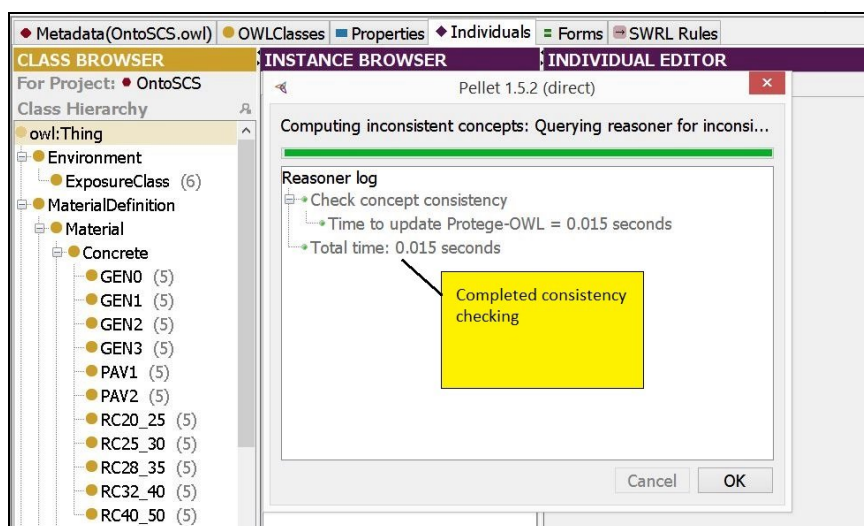 Metadata(OntoSCS.owl) OWLClasses Properties Individuals Forms SWRL Rules
CLASS BROWSER
For Project: OntoSCS
Class Hierarchy
owl:Thing
Environment
ExposureClass (6)
MaterialDefinition
Material
Concrete
GEN0 (5)
GEN1 (5)
GEN2 (5)
GEN3 (5)
PAV1 (5)
PAV2 (5)
RC20_25 (5)
RC25_30 (5)
RC28_35 (5)
RC32_40 (5)
RC40_50 (5)
INSTANCE BROWSER
INDIVIDUAL EDITOR
Pellet 1.5.2 (direct)
Computing inconsistent concepts: Querying reasoner for inconsi...
Reasoner log
Check concept consistency
Time to update Protege-OWL = 0.015 seconds
Total time: 0.015 seconds
Completed consistency
checking
Cancel OK